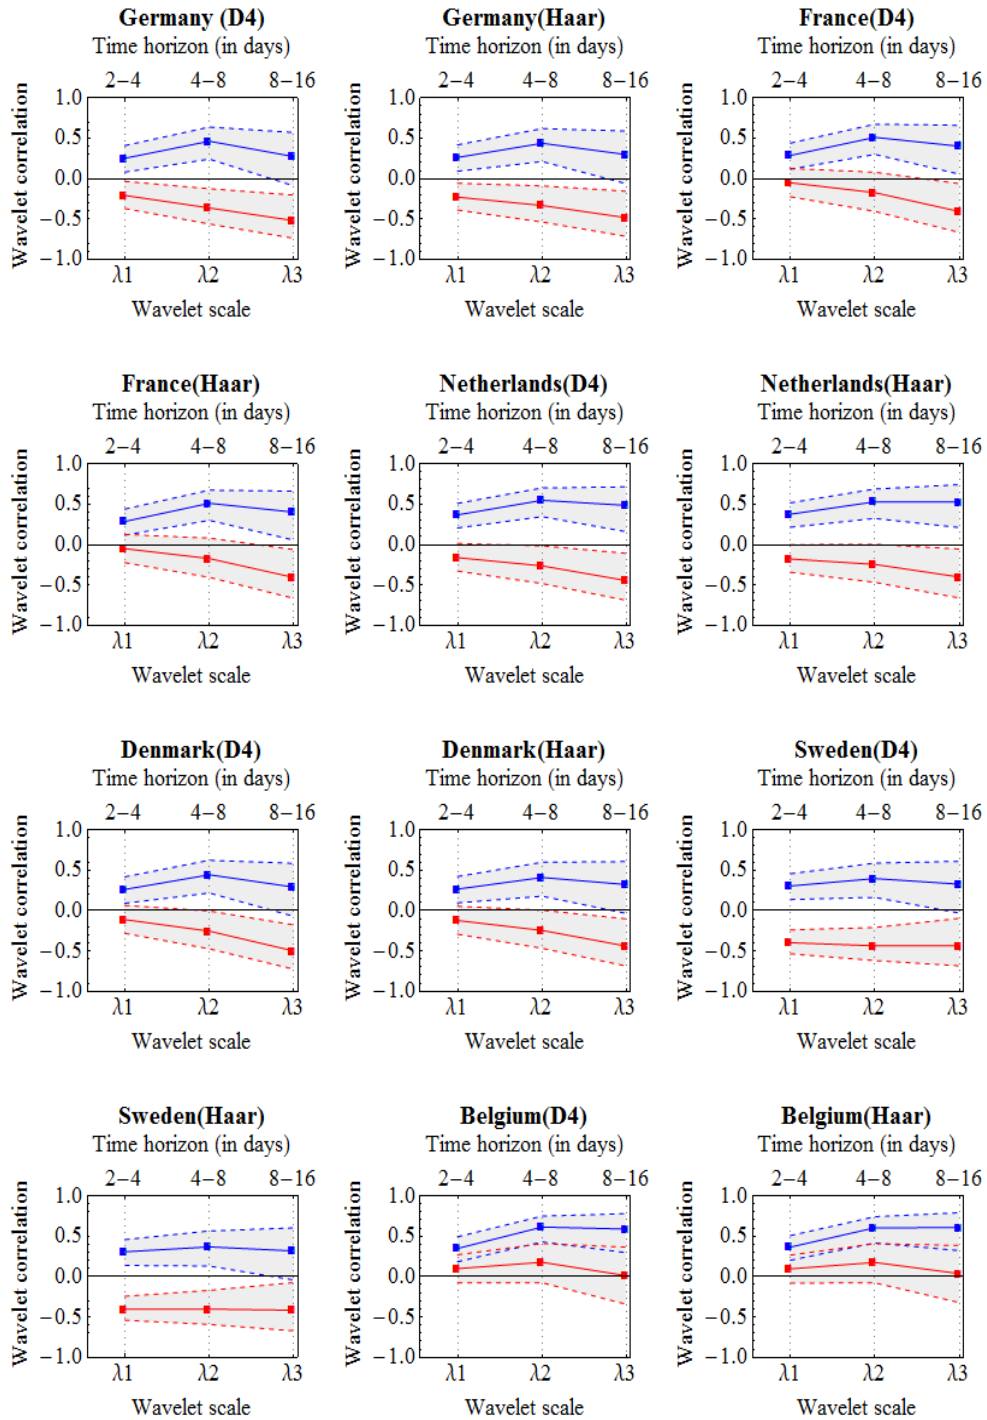 Germany (D4)
Time horizon (in days)
2-4 4-8 8-16
Wavelet correlation
1.0
0.5
0.0
-0.5
-1.0
λ1 λ2 λ3
Wavelet scale
Germany(Haar)
Time horizon (in days)
2-4 4-8 8-16
Wavelet correlation
1.0
0.5
0.0
-0.5
-1.0
λ1 λ2 λ3
Wavelet scale
France(D4)
Time horizon (in days)
2-4 4-8 8-16
Wavelet correlation
1.0
0.5
0.0
-0.5
-1.0
λ1 λ2 λ3
Wavelet scale
France(Haar)
Time horizon (in days)
2-4 4-8 8-16
Wavelet correlation
1.0
0.5
0.0
-0.5
-1.0
λ1 λ2 λ3
Wavelet scale
Netherlands(D4)
Time horizon (in days)
2-4 4-8 8-16
Wavelet correlation
1.0
0.5
0.0
-0.5
-1.0
λ1 λ2 λ3
Wavelet scale
Netherlands(Haar)
Time horizon (in days)
2-4 4-8 8-16
Wavelet correlation
1.0
0.5
0.0
-0.5
-1.0
λ1 λ2 λ3
Wavelet scale
Denmark(D4)
Time horizon (in days)
2-4 4-8 8-16
Wavelet correlation
1.0
0.5
0.0
-0.5
-1.0
λ1 λ2 λ3
Wavelet scale
Denmark(Haar)
Time horizon (in days)
2-4 4-8 8-16
Wavelet correlation
1.0
0.5
0.0
-0.5
-1.0
λ1 λ2 λ3
Wavelet scale
Sweden(D4)
Time horizon (in days)
2-4 4-8 8-16
Wavelet correlation
1.0
0.5
0.0
-0.5
-1.0
λ1 λ2 λ3
Wavelet scale
Sweden(Haar)
Time horizon (in days)
2-4 4-8 8-16
Wavelet correlation
1.0
0.5
0.0
-0.5
-1.0
λ1 λ2 λ3
Wavelet scale
Belgium(D4)
Time horizon (in days)
2-4 4-8 8-16
Wavelet correlation
1.0
0.5
0.0
-0.5
-1.0
λ1 λ2 λ3
Wavelet scale
Belgium(Haar)
Time horizon (in days)
2-4 4-8 8-16
Wavelet correlation
1.0
0.5
0.0
-0.5
-1.0
λ1 λ2 λ3
Wavelet scale